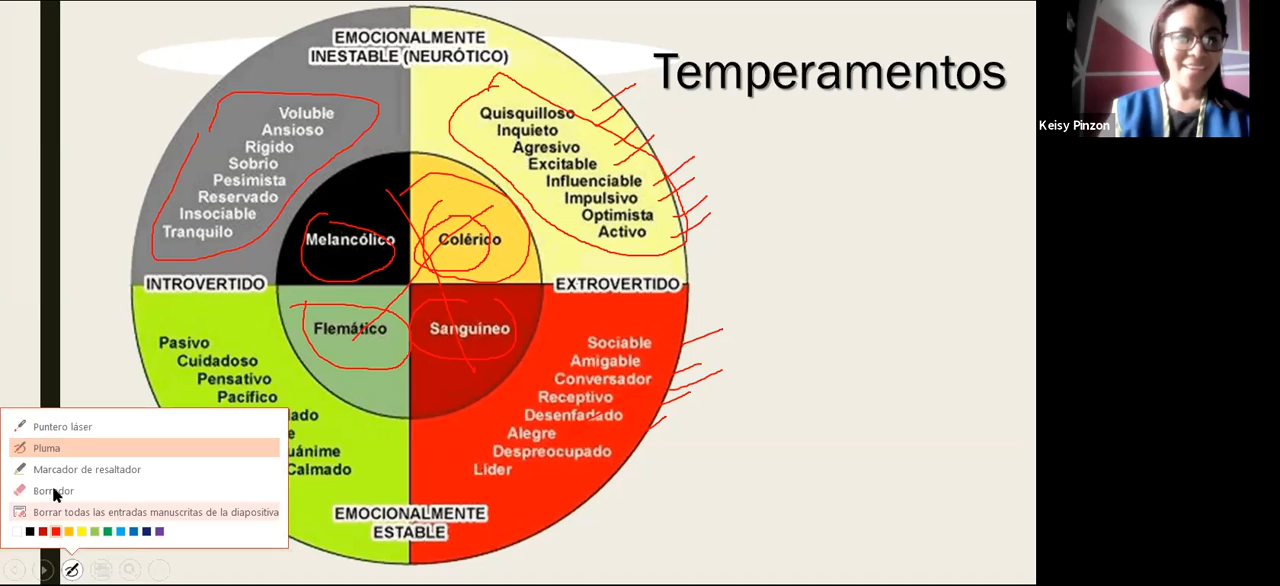 Temperamentos
Keisy Pinzon
EMOCIONALMENTE
INESTABLE (NEURÓTICO)
Voluble
Ansioso
Rígido
Sobrio
Pesimista
Reservado
Insociable
Tranquilo
Quisquilloso
Inquieto
Agresivo
Excitable
Influenciable
Impulsivo
Optimista
Activo
Melancólico
Colérico
INTROVERTIDO
EXTROVERTIDO
Flemático
Sanguíneo
Pasivo
Cuidadoso
Pensativo
Pacífico
ado
e
uánime
Calmado
Sociable
Amigable
Conversador
Receptivo
Desenfadado
Alegre
Despreocupado
Líder
EMOCIONALMENTE
ESTABLE
Puntero láser
Pluma
Marcador de resaltador
Borrador
Borrar todas las entradas manuscritas de la diapositiva